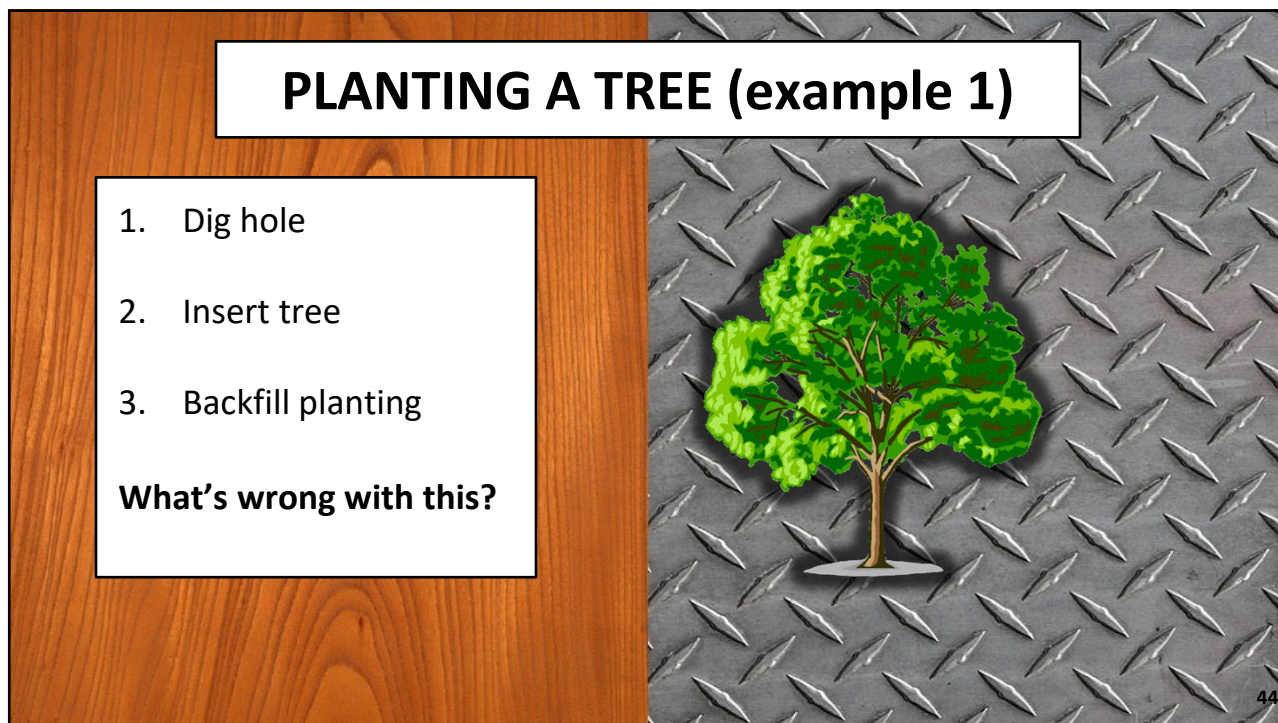 PLANTING A TREE (example 1)
1. Dig hole
2. Insert tree
3. Backfill planting
What’s wrong with this?
44